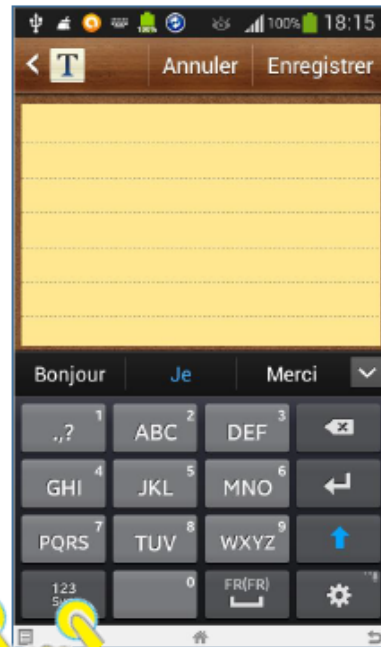 100% 18:15
T Annuler Enregistrer
Bonjour Je Merci
.,? 1 ABC 2 DEF 3
GHI 4 JKL 5 MNO 6
PQRS 7 TUV 8 WXYZ 9
123 0 FR(FR)